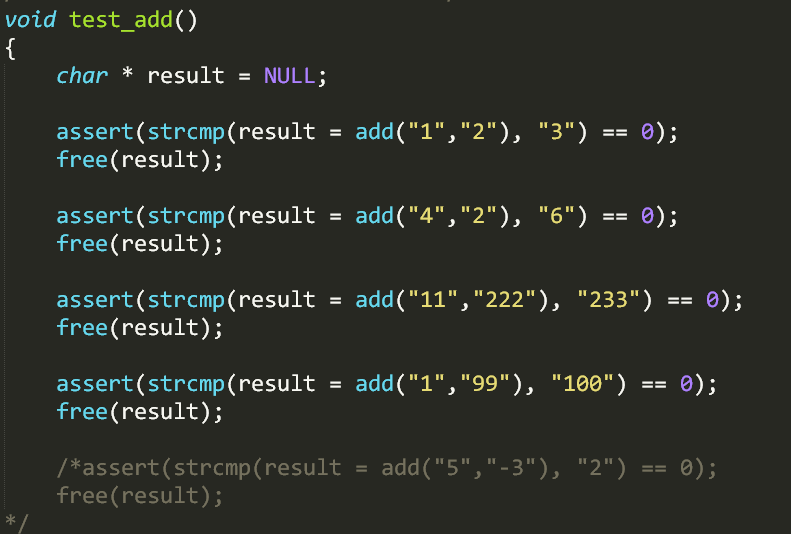 void test_add()
{
    char * result = NULL;

    assert(strcmp(result = add("1","2"), "3") == 0);
    free(result);

    assert(strcmp(result = add("4","2"), "6") == 0);
    free(result);

    assert(strcmp(result = add("11","222"), "233") == 0);
    free(result);

    assert(strcmp(result = add("1","99"), "100") == 0);
    free(result);

    /*assert(strcmp(result = add("5","-3"), "2") == 0);
    free(result);
*/